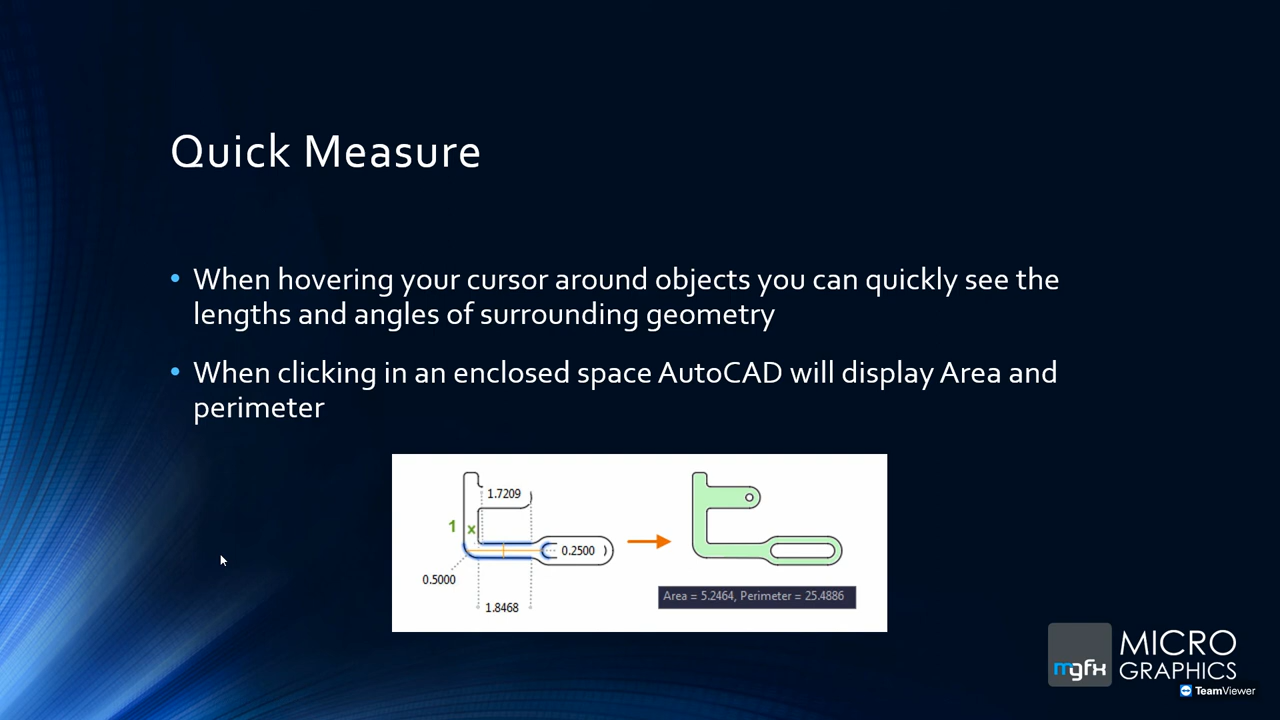 Quick Measure
• When hovering your cursor around objects you can quickly see the
lengths and angles of surrounding geometry
• When clicking in an enclosed space AutoCAD will display Area and
perimeter
1.7209
1 x
0.2500
0.5000
1.8468
Area = 5.2464, Perimeter = 25.4886
mgfx
MICRO
GRAPHICS
TeamViewer